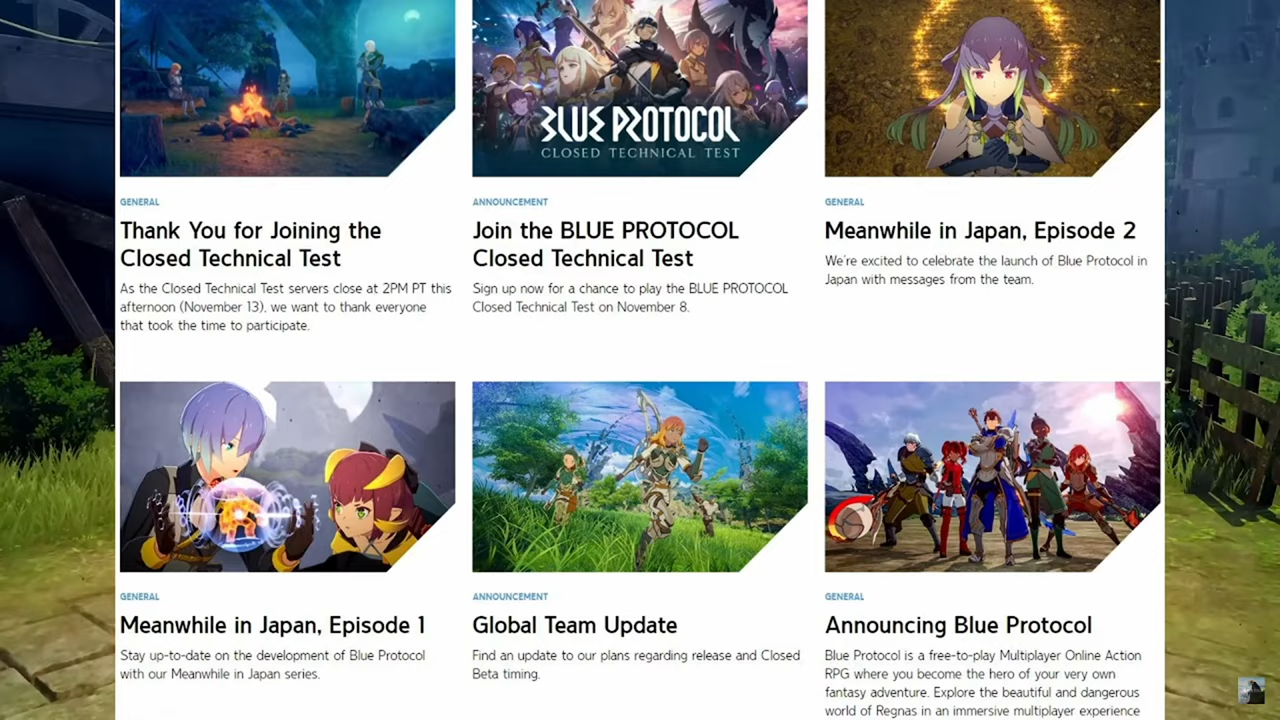 BLUE PROTOCOL
CLOSED TECHNICAL TEST
GENERAL
Thank You for Joining the
Closed Technical Test
As the Closed Technical Test servers close at 2PM PT this
afternoon (November 13), we want to thank everyone
that took the time to participate.
ANNOUNCEMENT
Join the BLUE PROTOCOL
Closed Technical Test
Sign up now for a chance to play the BLUE PROTOCOL
Closed Technical Test on November 8.
GENERAL
Meanwhile in Japan, Episode 2
We're excited to celebrate the launch of Blue Protocol in
Japan with messages from the team.
GENERAL
Meanwhile in Japan, Episode 1
Stay up-to-date on the development of Blue Protocol
with our Meanwhile in Japan series.
ANNOUNCEMENT
Global Team Update
Find an update to our plans regarding release and Closed
Beta timing.
GENERAL
Announcing Blue Protocol
Blue Protocol is a free-to-play Multiplayer Online Action
RPG where you become the hero of your very own
fantasy adventure. Explore the beautiful and dangerous
world of Regnas in an immersive multiplayer experience